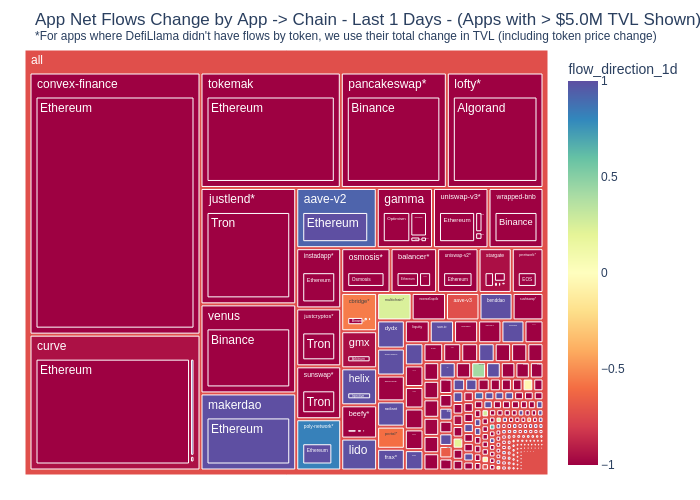 App Net Flows Change by App -> Chain - Last 1 Days - (Apps with > $5.0M TVL Shown)
*For apps where DefiLlama didn't have flows by token, we use their total change in TVL (including token price change)
flow_direction_1d
all
convex-finance
Ethereum
tokemak
Ethereum
pancakeswap*
Binance
lofty*
Algorand
justlend*
Tron
aave-v2
Ethereum
gamma
Optimism
uniswap-v3*
Ethereum
wrapped-bnb
Binance
instadapp*
Ethereum
osmosis*
Osmosis
balancer*
Ethereum
uniswap-v2*
Ethereum
stargate
EOS
venus
Binance
justcryptos*
Tron
cbridge*
aave-v3
benddao
gmx
dydx
curve
Ethereum
makerdao
Ethereum
sunswap*
Tron
helix
beefy*
poly-network*
Ethereum
lido
frax*
1
0.5
0
−0.5
−1